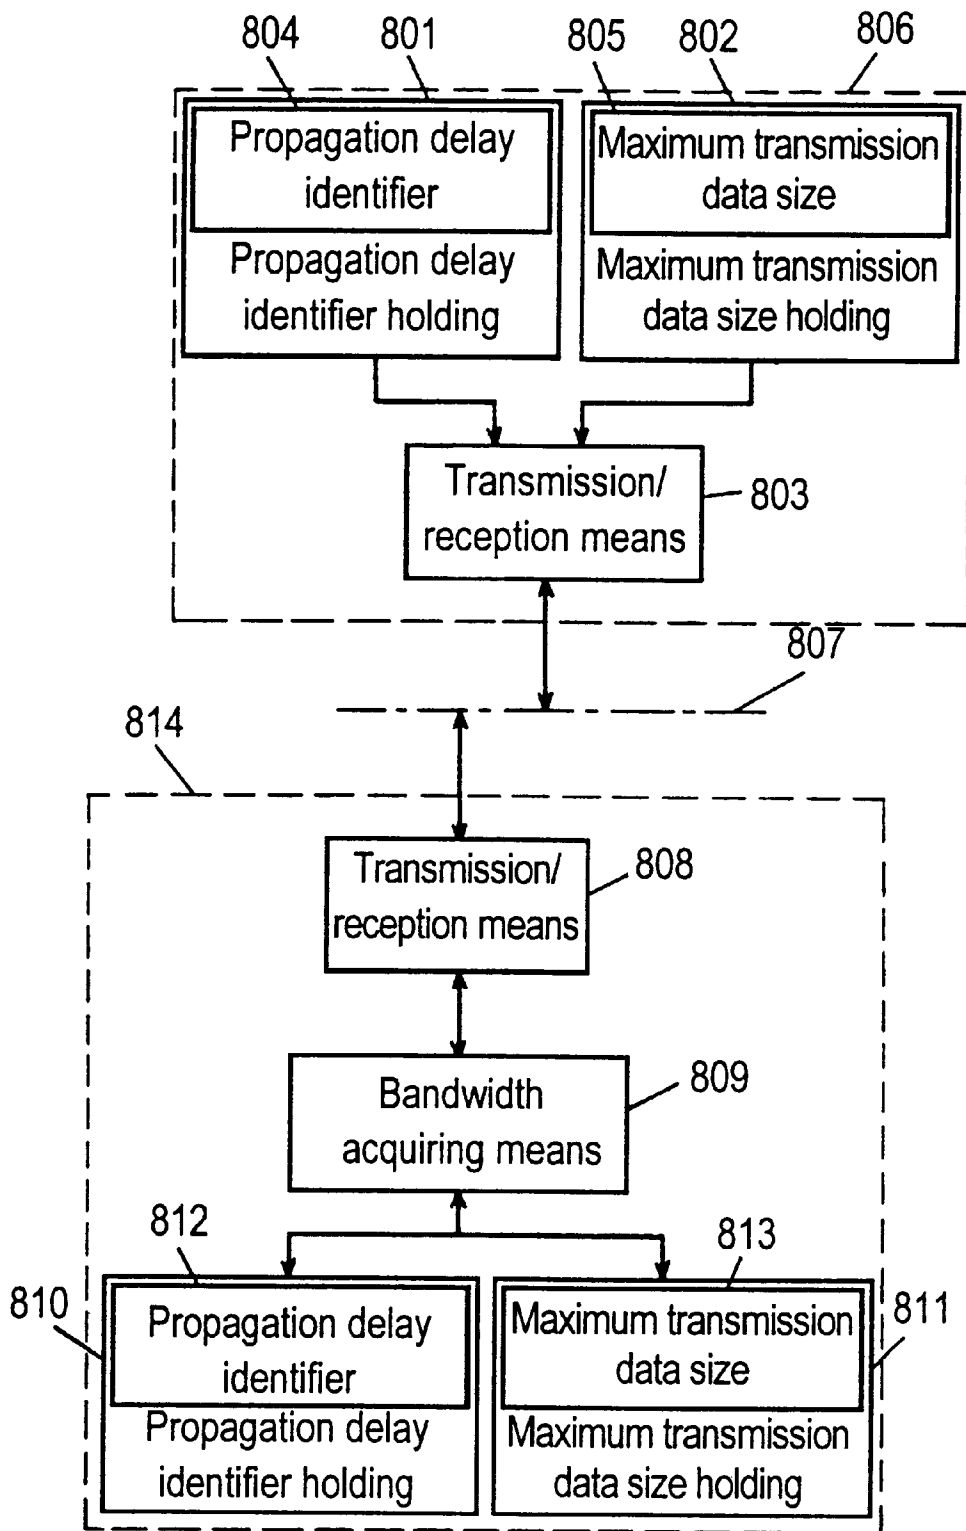 804
801
805
802
806
Propagation delay
identifier
Propagation delay
identifier holding
Maximum transmission
data size
Maximum transmission
data size holding
Transmission/
reception means
803
807
814
Transmission/
reception means
808
Bandwidth
acquiring means
809
812
813
810
Propagation delay
identifier
Propagation delay
identifier holding
Maximum transmission
data size
Maximum transmission
data size holding
811